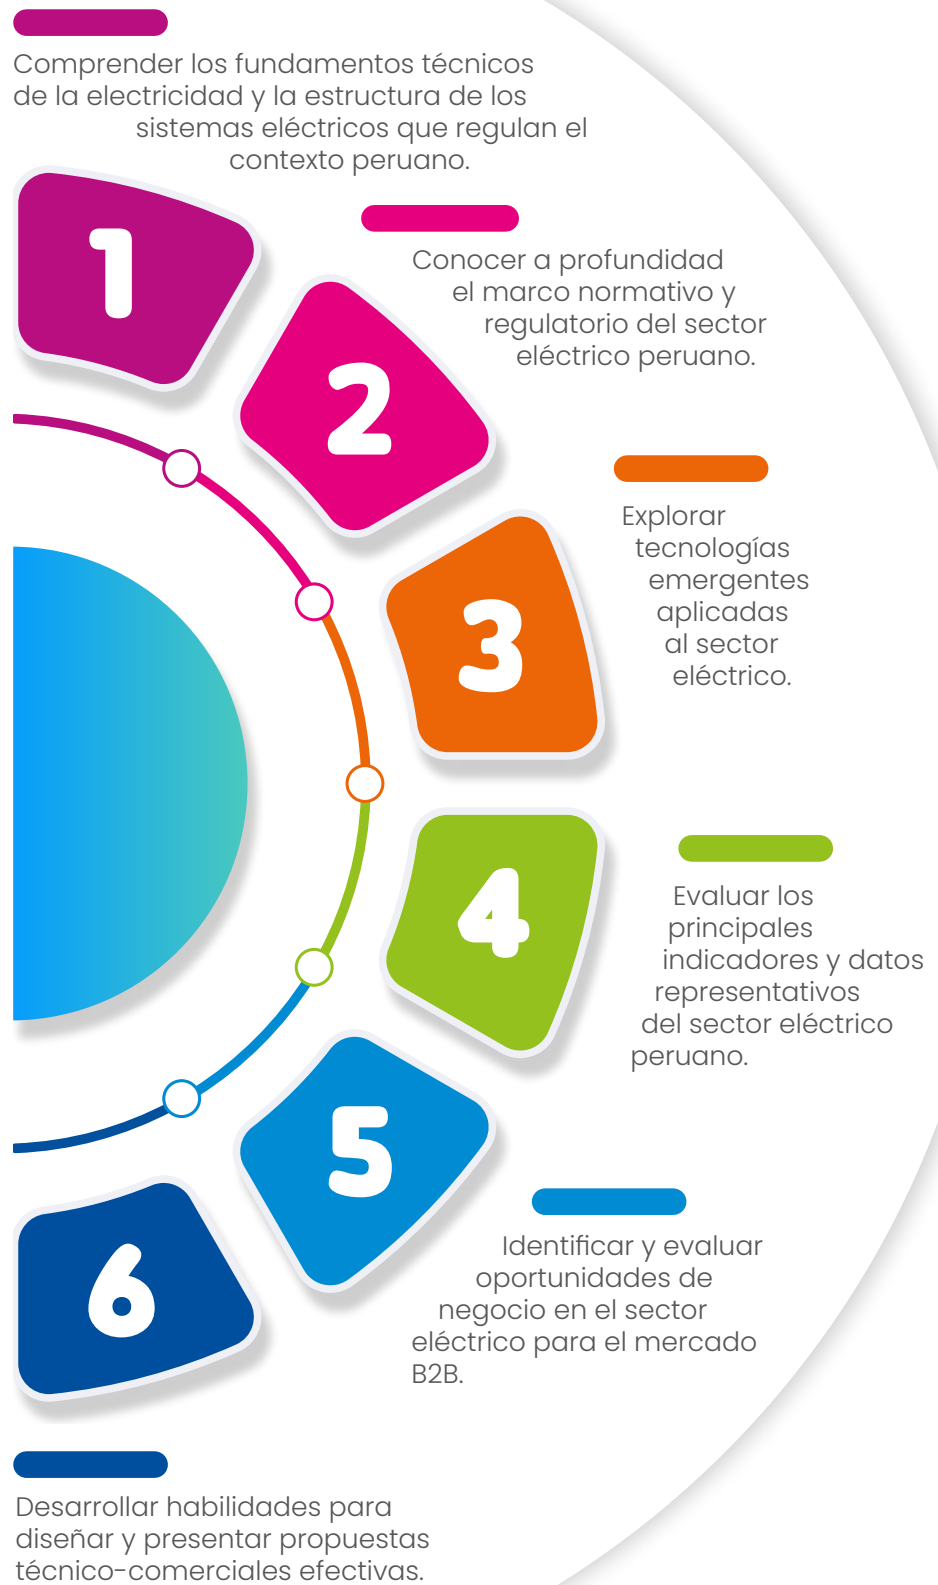 Comprender los fundamentos técnicos
de la electricidad y la estructura de los
sistemas eléctricos que regulan el
contexto peruano.
1
Conocer a profundidad
el marco normativo y
regulatorio del sector
eléctrico peruano.
2
Explorar
tecnologías
emergentes
aplicadas
al sector
eléctrico.
3
Evaluar los
principales
indicadores y datos
representativos
del sector eléctrico
peruano.
4
Identificar y evaluar
oportunidades de
negocio en el sector
eléctrico para el mercado
B2B.
5
6
Desarrollar habilidades para
diseñar y presentar propuestas
técnico-comerciales efectivas.